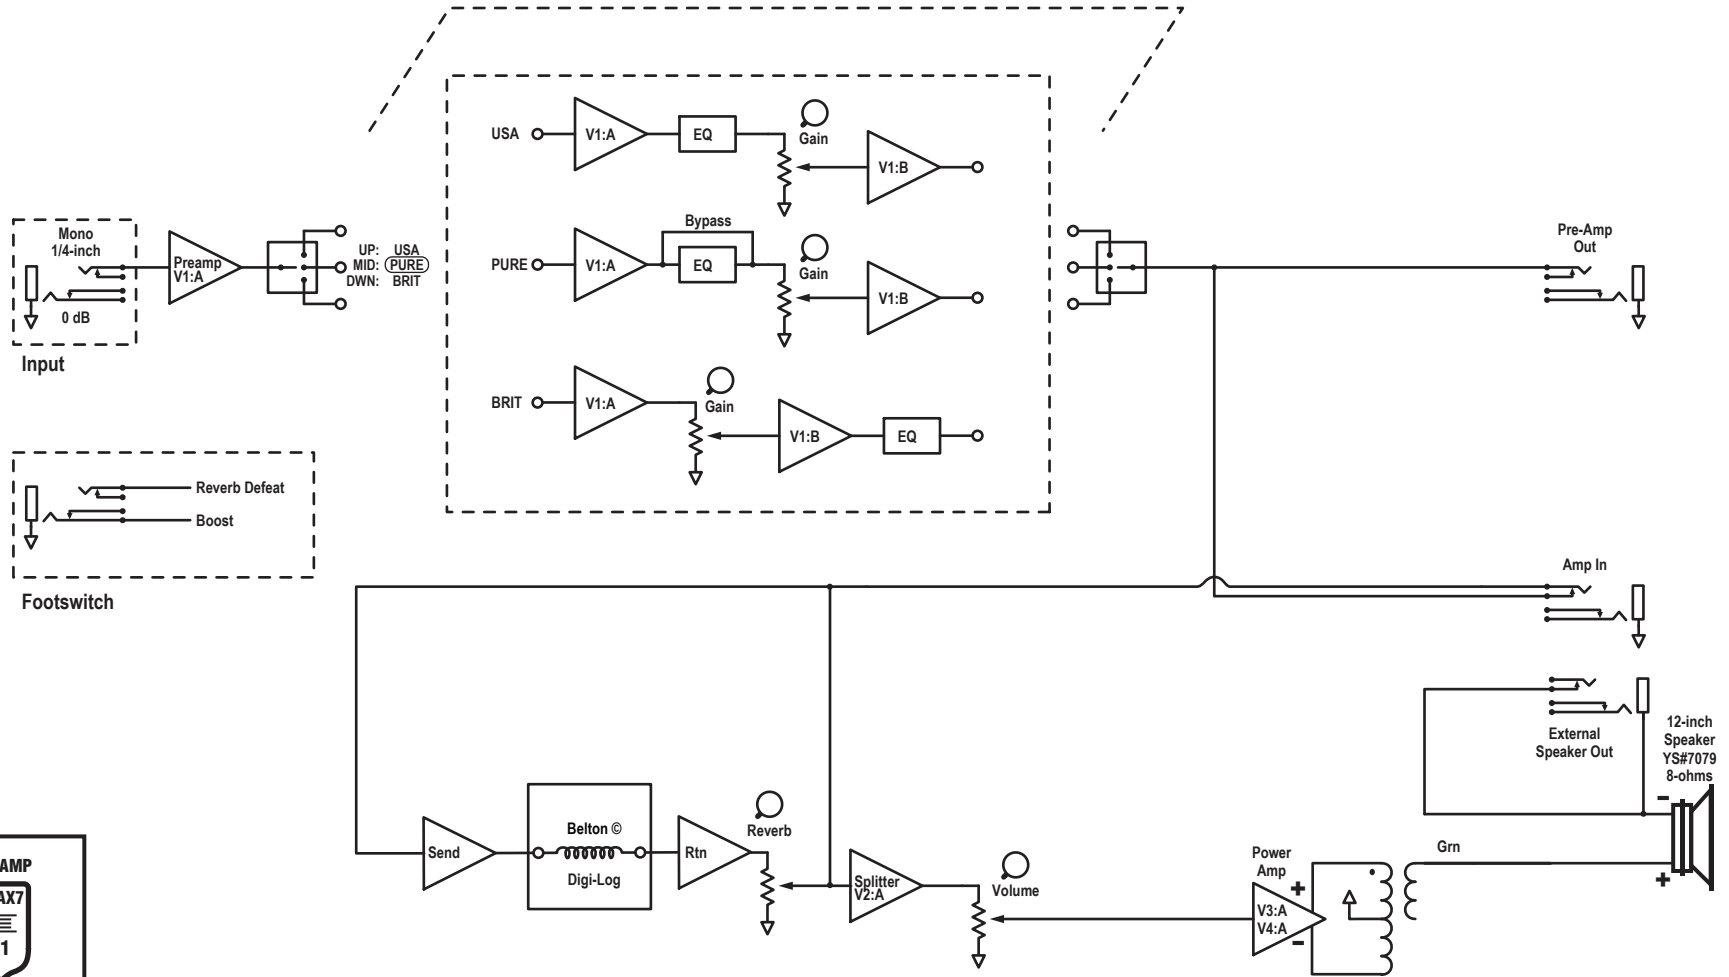 USA
V1:A
EQ
Gain
V1:B
Mono
1/4-inch
0 dB
Input
Preamp
V1:A
UP: USA
MID: PURE
DWN: BRIT
PURE
V1:A
Bypass
EQ
Gain
V1:B
BRIT
V1:A
Gain
V1:B
EQ
Pre-Amp
Out
Reverb Defeat
Boost
Footswitch
Amp In
External
Speaker Out
12-inch
Speaker
YS#7079
8-ohms
-
+
Send
Belton ©
Digi-Log
Rtn
Reverb
Splitter
V2:A
Volume
Power
Amp
+
V3:A
V4:A
-
Grn
AMP
AX7
1